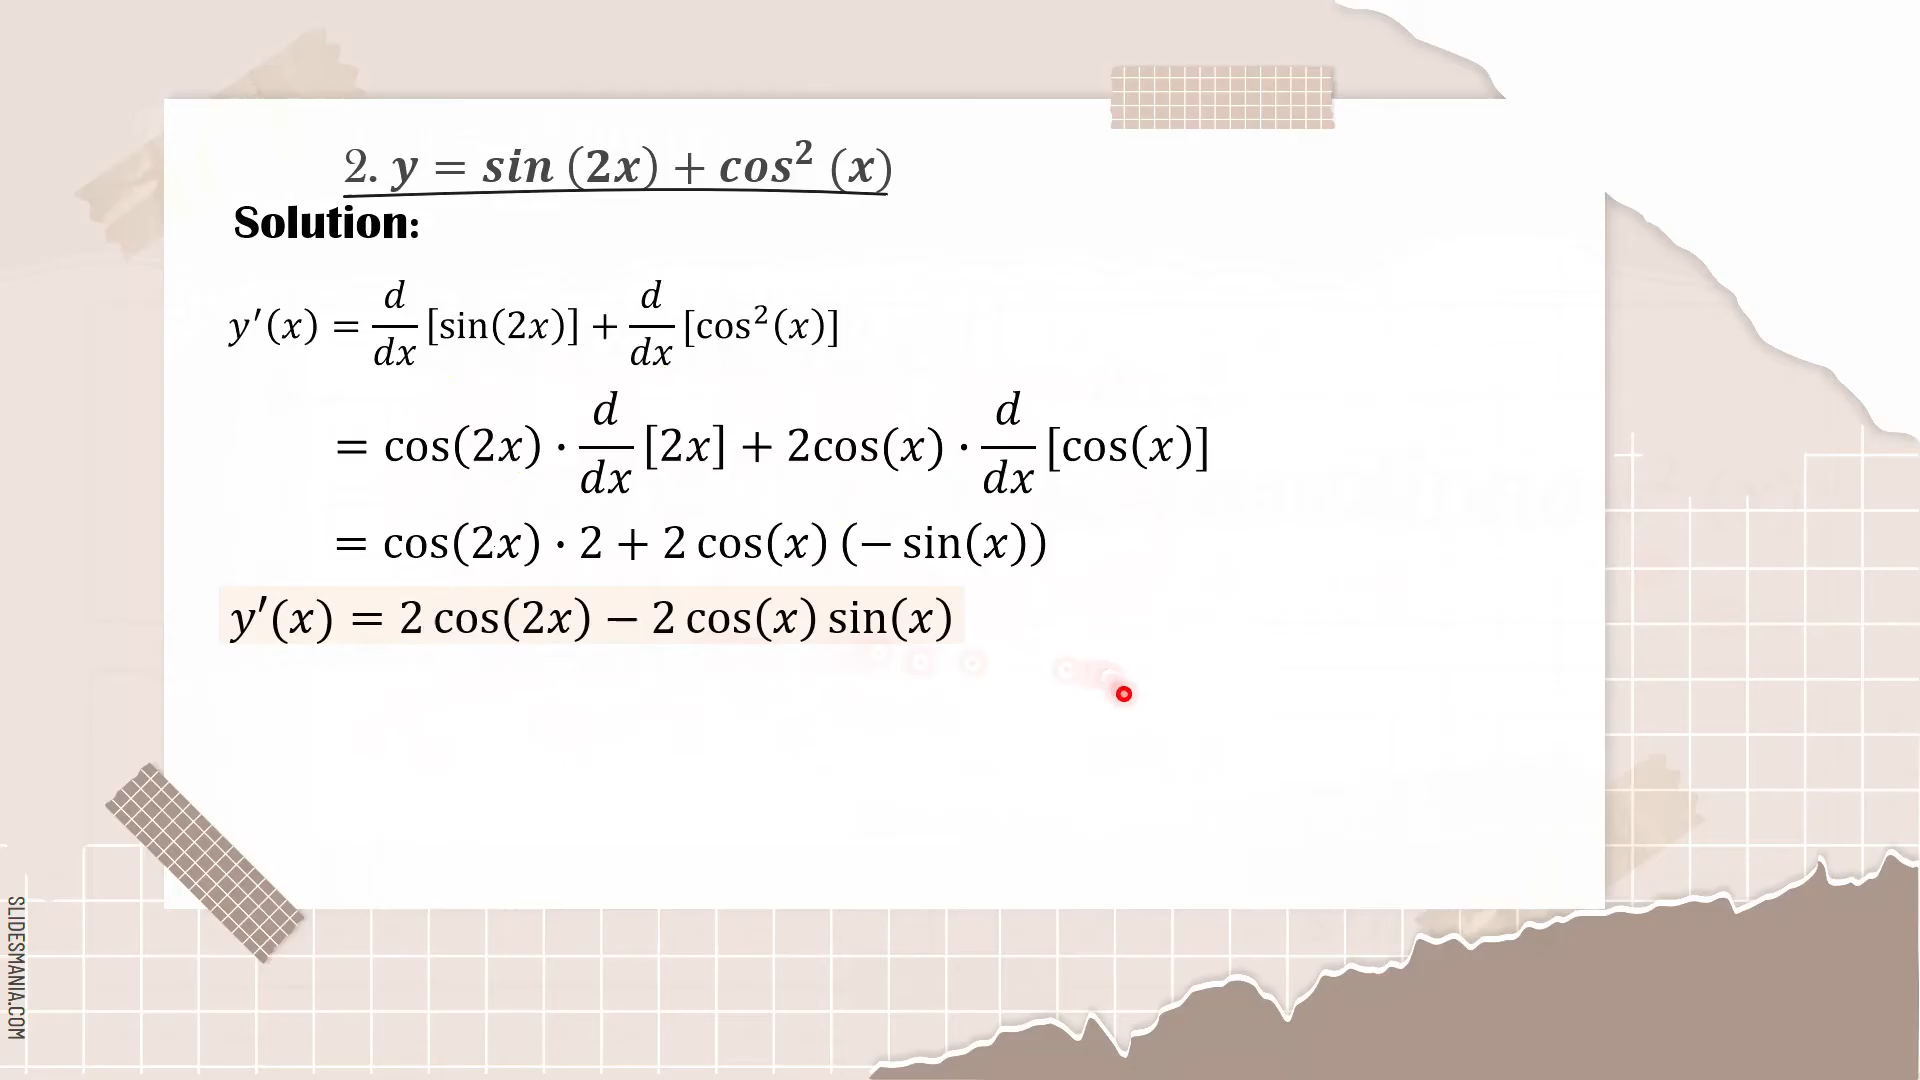 2. y = sin (2x) + cos² (x)
Solution:
y′(x) = d/dx [sin(2x)] + d/dx [cos²(x)]
= cos(2x) · d/dx [2x] + 2cos(x) · d/dx [cos(x)]
= cos(2x) · 2 + 2 cos(x) (− sin(x))
y′(x) = 2 cos(2x) − 2 cos(x) sin(x)
SLIDESMANIA.COM